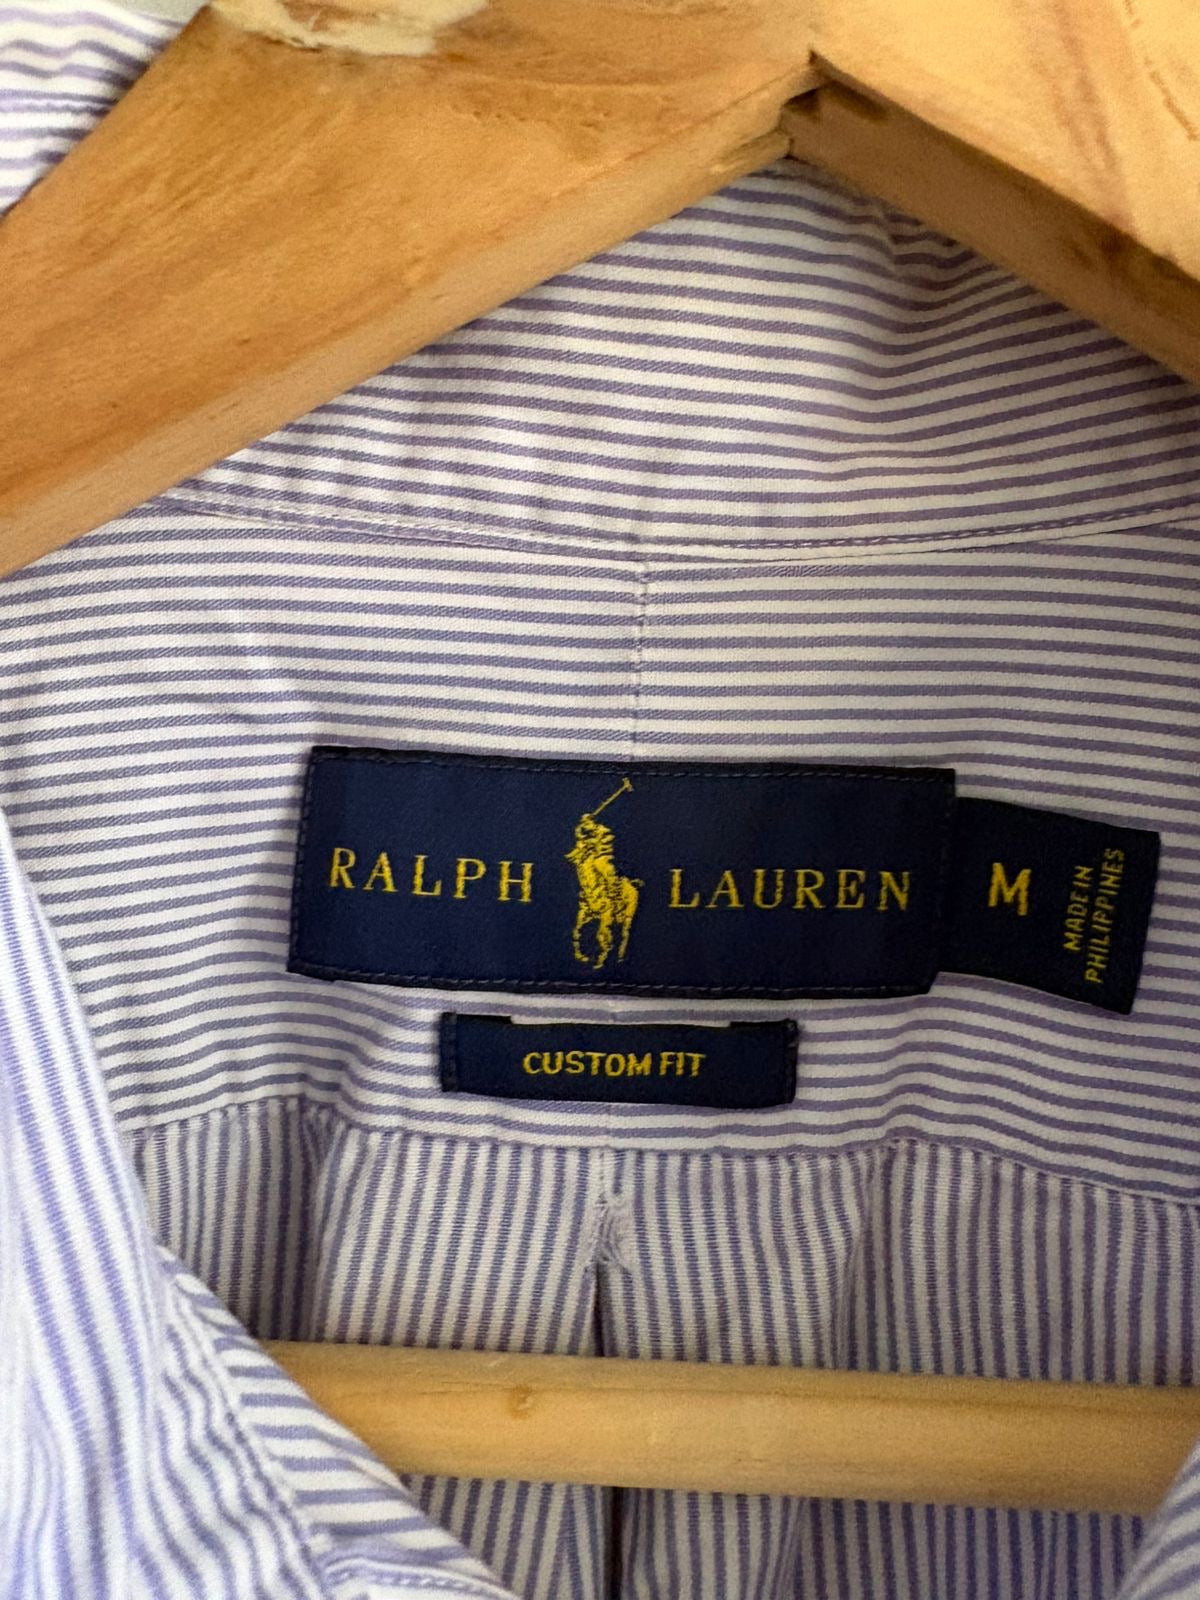 RALPH LAUREN
M
MADE IN
PHILIPPINES
CUSTOM FIT